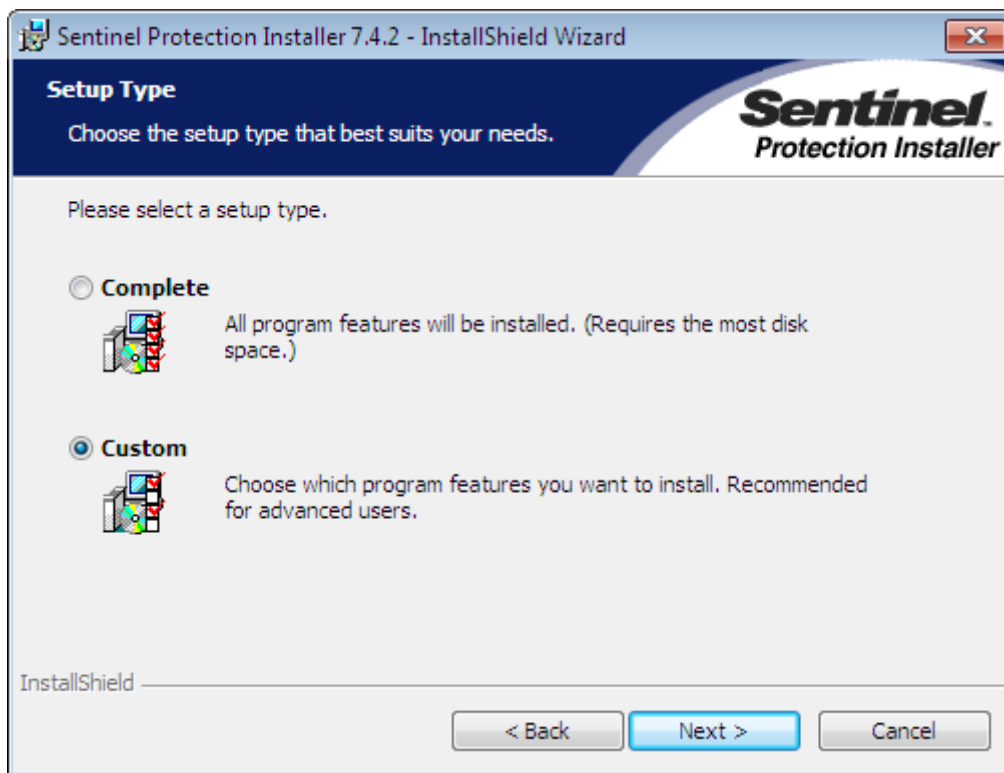 Sentinel Protection Installer 7.4.2 - InstallShield Wizard
Setup Type
Choose the setup type that best suits your needs.
Sentinel.
Protection Installer
Please select a setup type.
Complete
All program features will be installed. (Requires the most disk
space.)
Custom
Choose which program features you want to install. Recommended
for advanced users.
InstallShield
< Back
Next >
Cancel